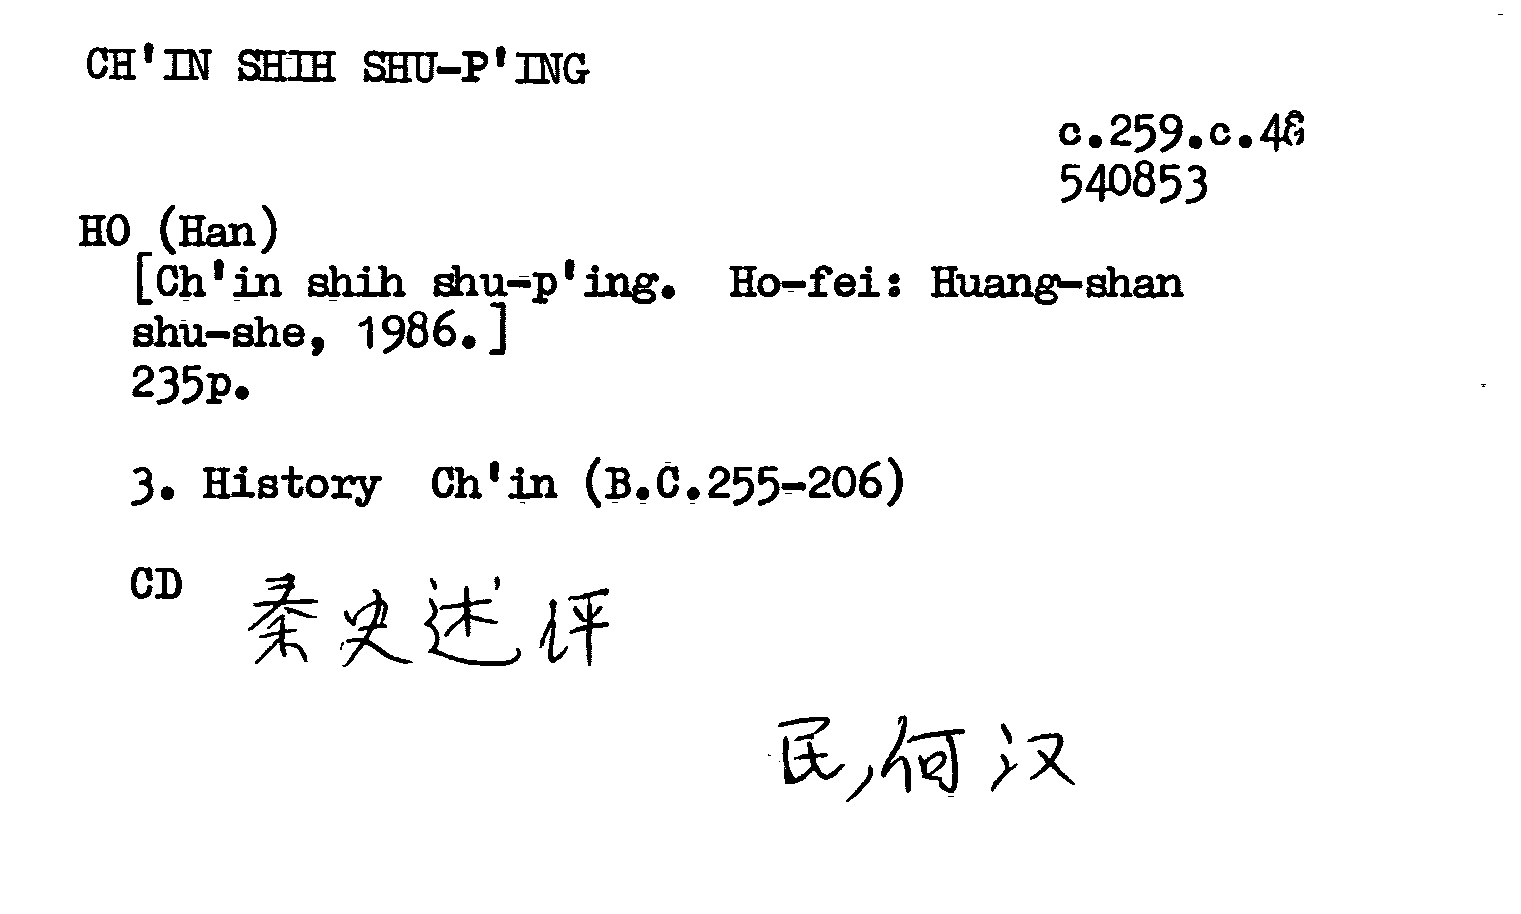 CH'IN SHIH SHU-P'ING
c.259.c.48
540853
HO (Han)
[Ch'in shih shu-p'ing. Ho-fei: Huang-shan
shu-she, 1986.]
235p.
3. History Ch'in (B.C.255-206)
CD 秦史述评
民,何汉